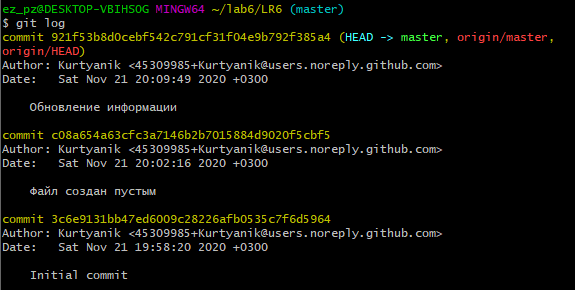 ez_pz@DESKTOP-VBIHSOG MINGW64 ~/lab6/LR6 (master)
$ git log
commit 921f53b8d0cebf542c791cf31f04e9b792f385a4 (HEAD -> master, origin/master,
origin/HEAD)
Author: Kurtyanik <45309985+Kurtyanik@users.noreply.github.com>
Date:   Sat Nov 21 20:09:49 2020 +0300
Обновление информации
commit c08a654a63cfc3a7146b2b7015884d9020f5cbf5
Author: Kurtyanik <45309985+Kurtyanik@users.noreply.github.com>
Date:   Sat Nov 21 20:02:16 2020 +0300
Файл создан пустым
commit 3c6e9131bb47ed6009c28226afb0535c7f6d5964
Author: Kurtyanik <45309985+Kurtyanik@users.noreply.github.com>
Date:   Sat Nov 21 19:58:20 2020 +0300
Initial commit